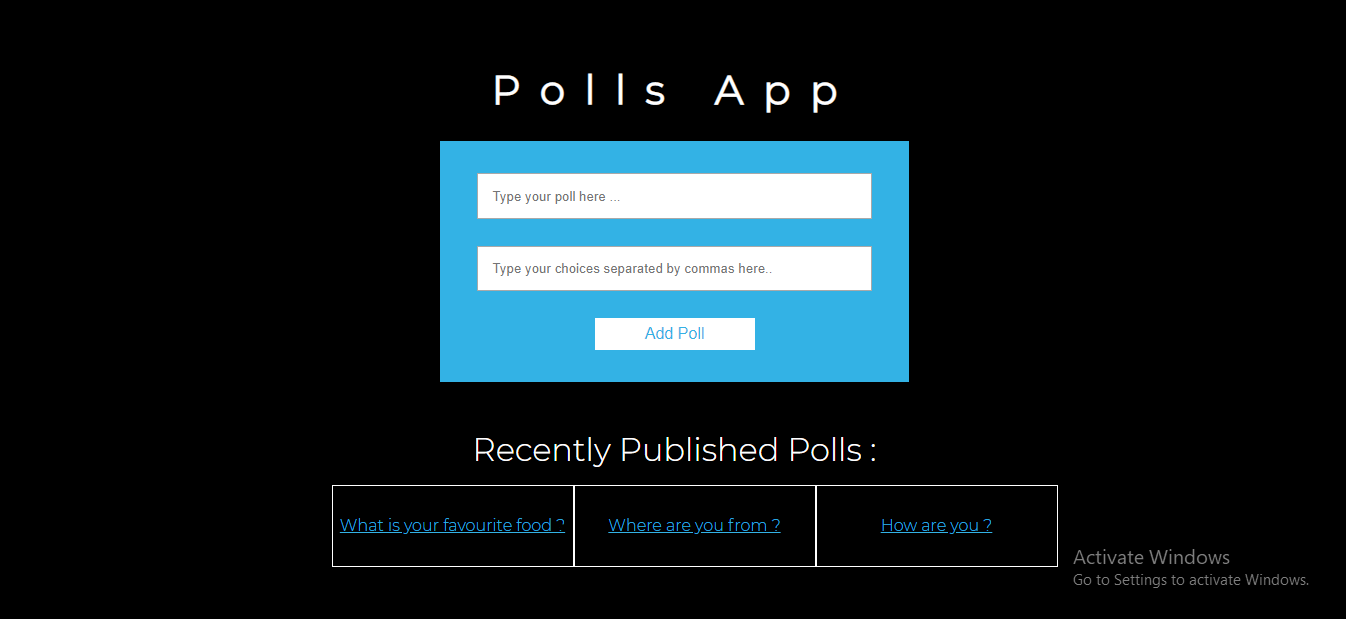 Polls App
Type your poll here ...
Type your choices separated by commas here..
Add Poll
Recently Published Polls :
What is your favourite food ?
Where are you from ?
How are you ?
Activate Windows
Go to Settings to activate Windows.